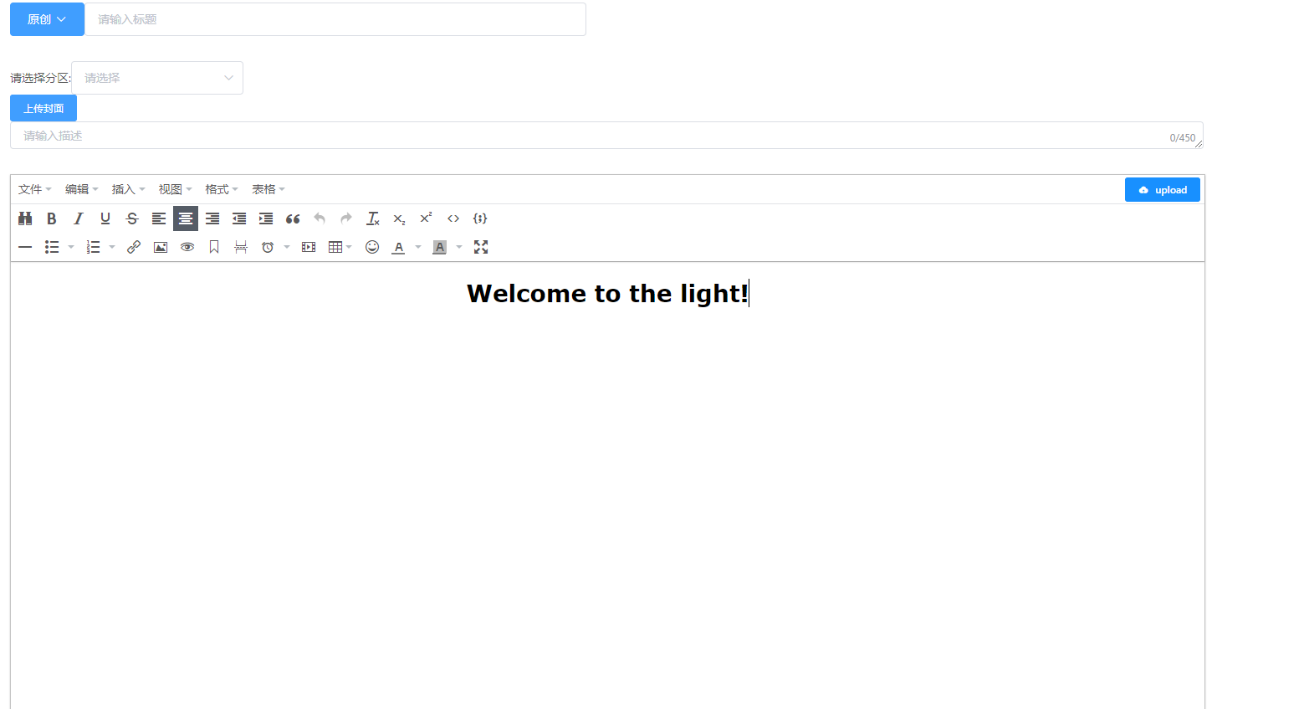 原创 请输入标题
请选择分区: 请选择
上传封面
请输入描述 0/450
文件 编辑 插入 视图 格式 表格 upload
Welcome to the light!